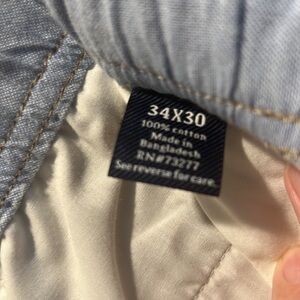 34X30
100% cotton
Made in
Bangladesh
RN#73277
See reverse for care.